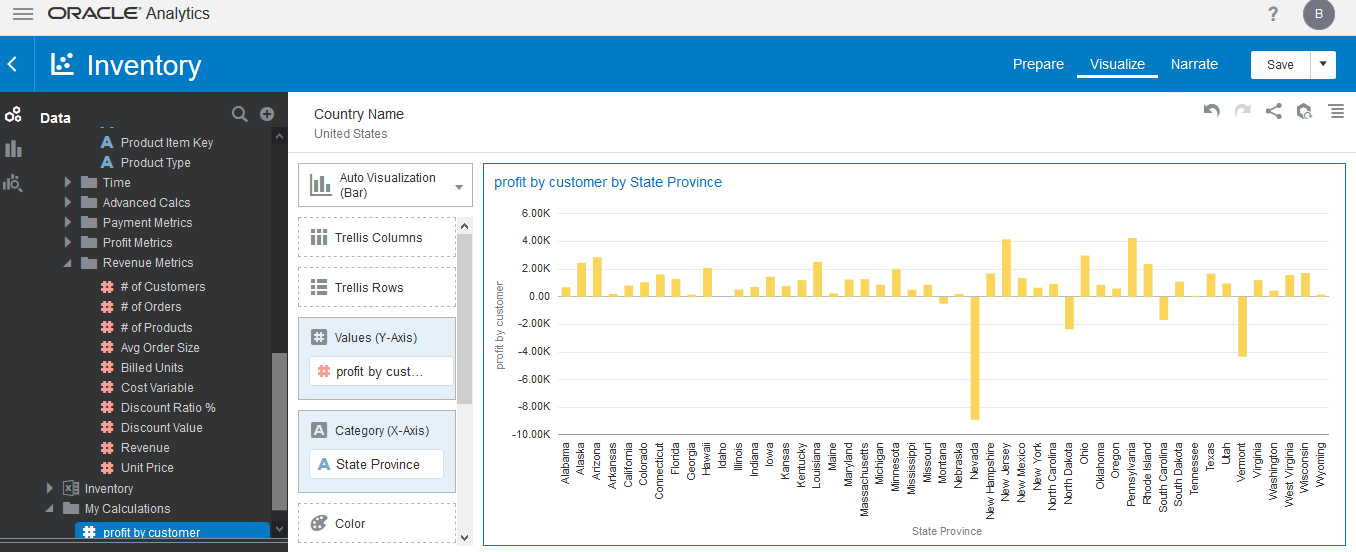 ORACLE® Analytics
?
B
Inventory
Prepare
Visualize
Narrate
Save
Data
Product Item Key
Product Type
Time
Advanced Calcs
Payment Metrics
Profit Metrics
Revenue Metrics
# of Customers
# of Orders
# of Products
Avg Order Size
Billed Units
Cost Variable
Discount Ratio %
Discount Value
Revenue
Unit Price
Inventory
My Calculations
profit by customer
Country Name
United States
Auto Visualization
(Bar)
Trellis Columns
Trellis Rows
Values (Y-Axis)
profit by cust...
Category (X-Axis)
State Province
Color
profit by customer by State Province
profit by customer
6.00K
4.00K
2.00K
0.00
-2.00K
-4.00K
-6.00K
-8.00K
-10.00K
Alabama
Alaska
Arizona
Arkansas
California
Colorado
Connecticut
Florida
Georgia
Hawaii
Idaho
Illinois
Indiana
Iowa
Kansas
Kentucky
Louisiana
Maine
Maryland
Massachusetts
Michigan
Minnesota
Mississippi
Missouri
Montana
Nebraska
Nevada
New Hampshire
New Jersey
New Mexico
New York
North Carolina
North Dakota
Ohio
Oklahoma
Oregon
Pennsylvania
Rhode Island
South Carolina
South Dakota
Tennessee
Texas
Utah
Vermont
Virginia
Washington
West Virginia
Wisconsin
Wyoming
State Province